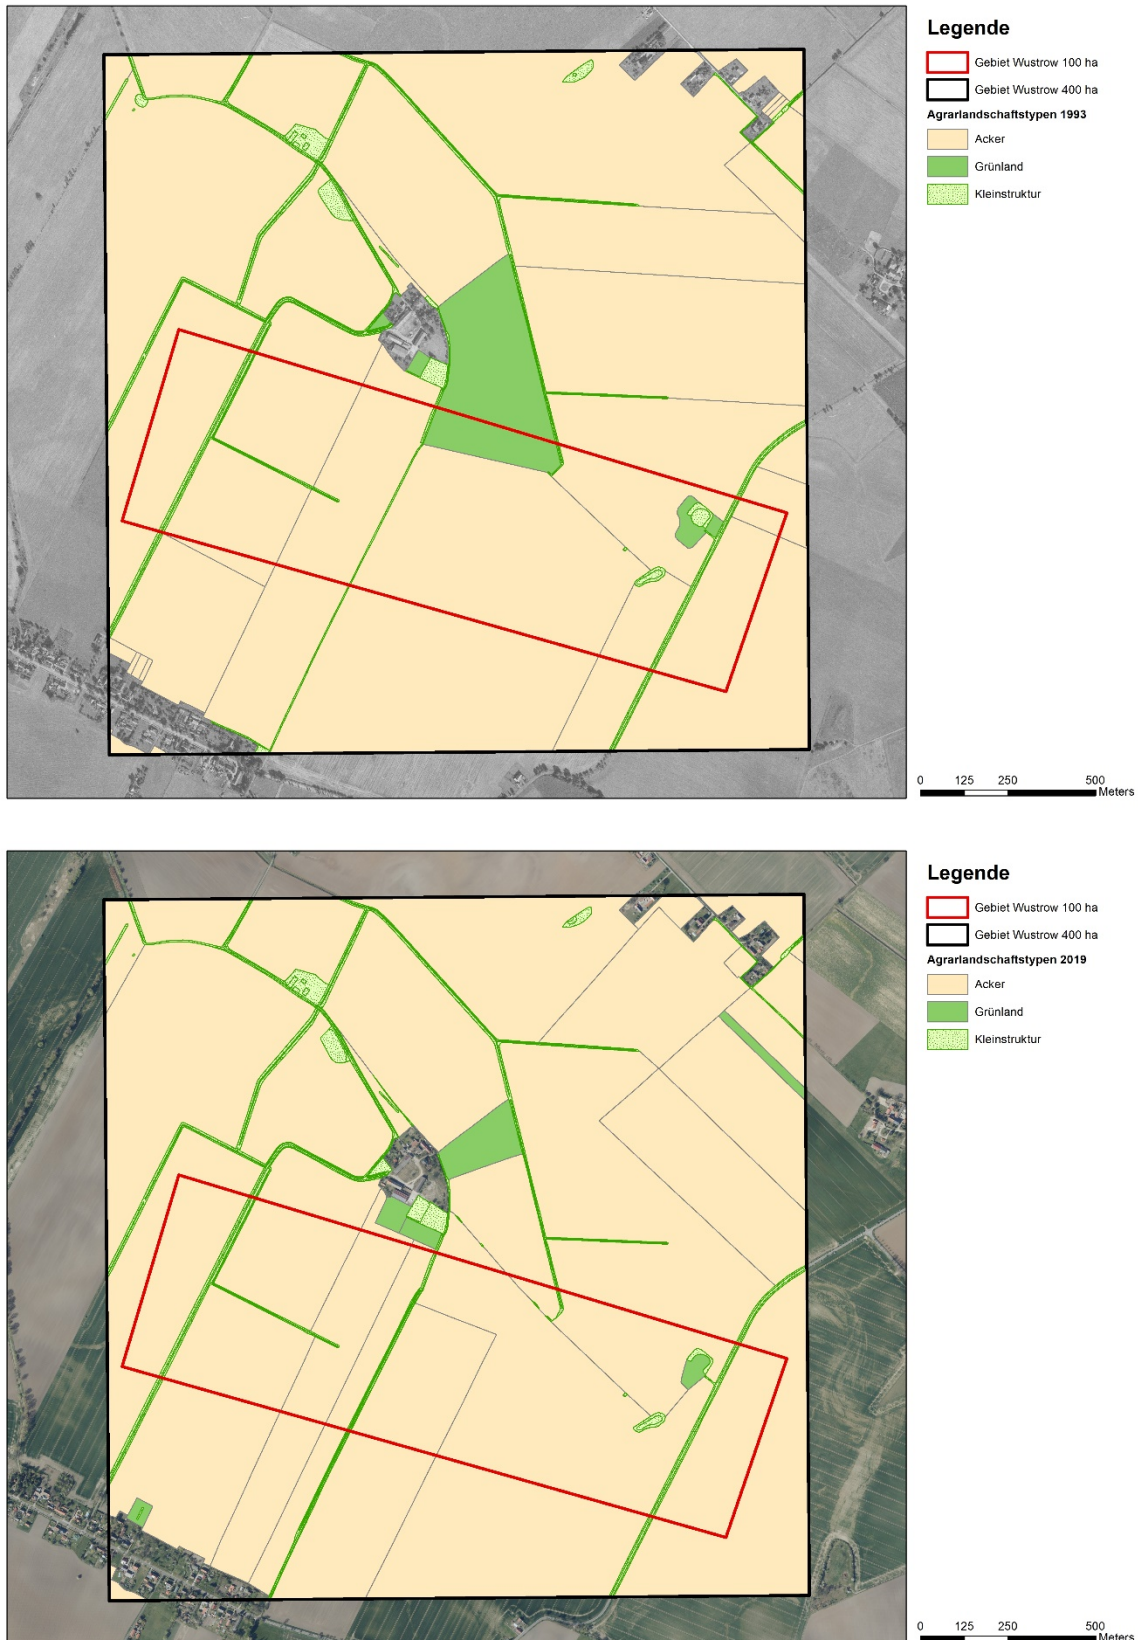 Legende
Gebiet Wustrow 100 ha
Gebiet Wustrow 400 ha
Agrarlandschaftstypen 1993
Acker
Grünland
Kleinstruktur
0 125 250 500
Meters
Legende
Gebiet Wustrow 100 ha
Gebiet Wustrow 400 ha
Agrarlandschaftstypen 2019
Acker
Grünland
Kleinstruktur
0 125 250 500
Meters